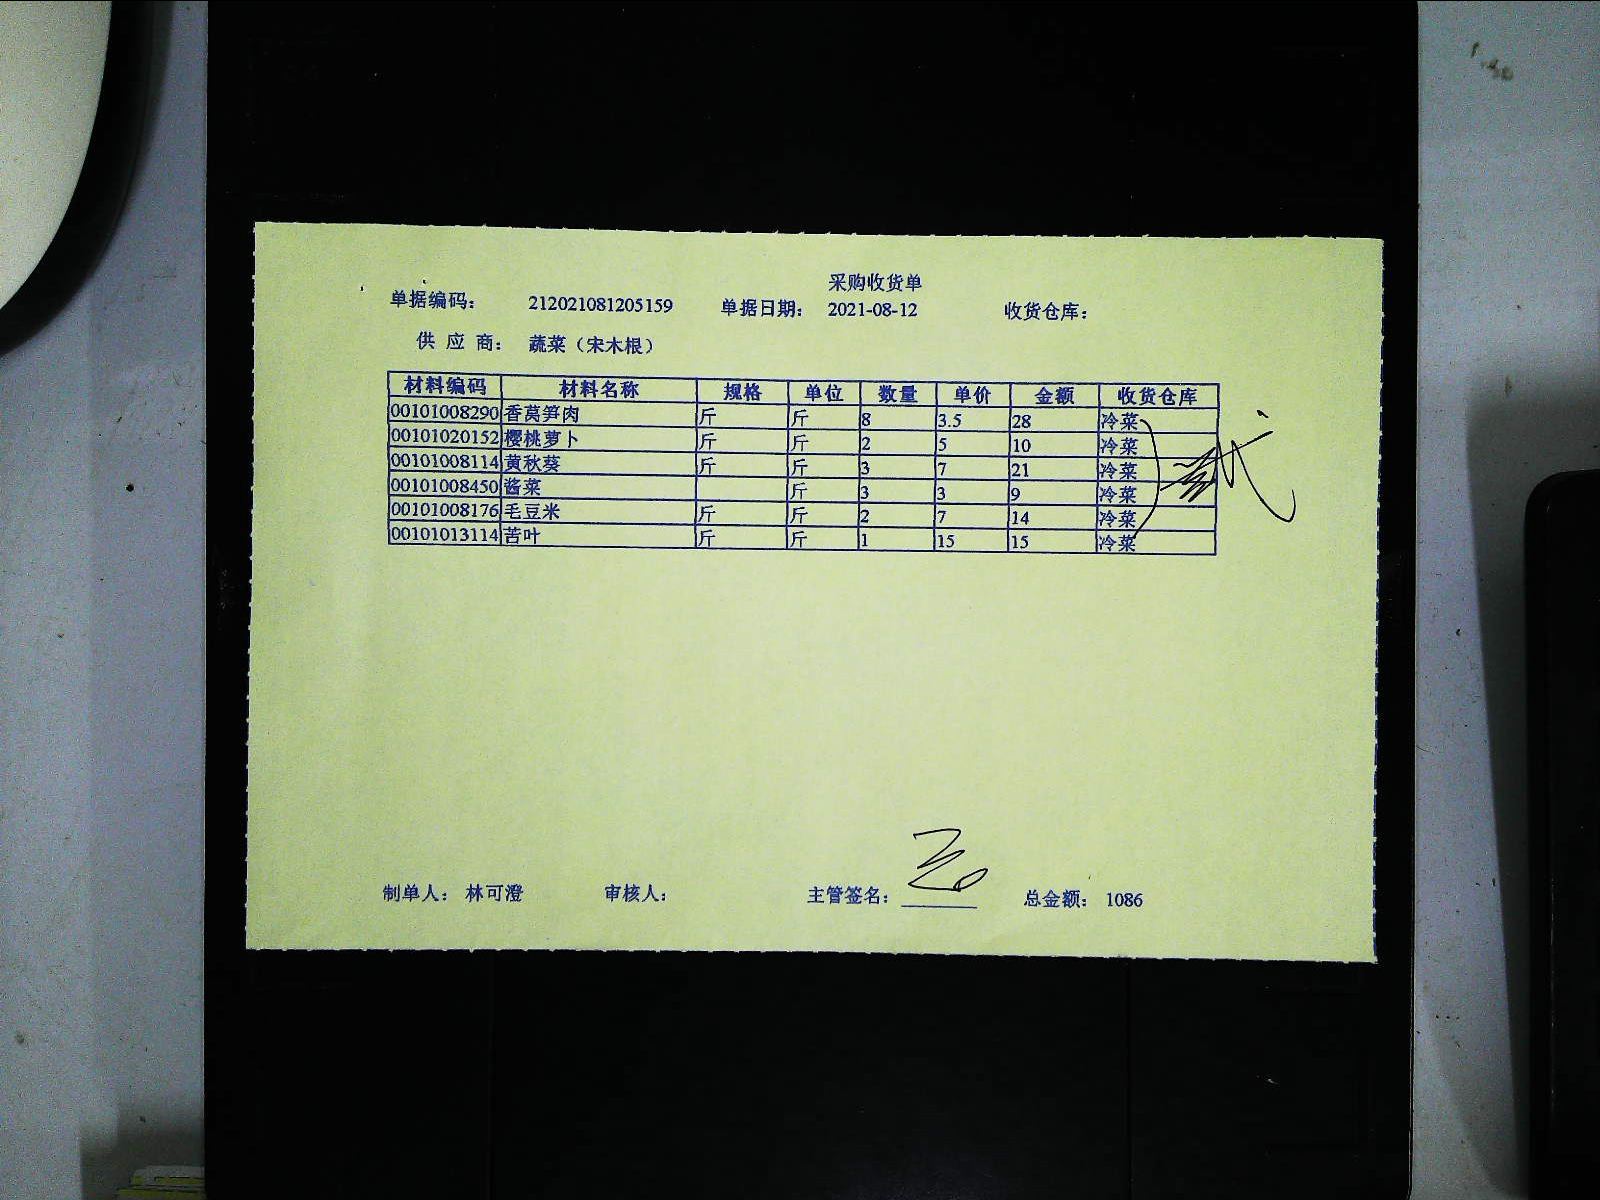 采购收货单
单据编码： 212021081205159 单据日期： 2021-08-12 收货仓库：
供 应 商： 蔬菜（宋木根）
材料编码 材料名称 规格 单位 数量 单价 金额 收货仓库
00101008290 香莴笋肉 斤 斤 8 3.5 28 冷菜
00101020152 樱桃萝卜 斤 斤 2 5 10 冷菜
00101008114 黄秋葵 斤 斤 3 7 21 冷菜
00101008450 酱菜 斤 3 3 9 冷菜
00101008176 毛豆米 斤 斤 2 7 14 冷菜
00101013114 苦叶 斤 斤 1 15 15 冷菜
制单人： 林可澄 审核人： 主管签名： 总金额： 1086